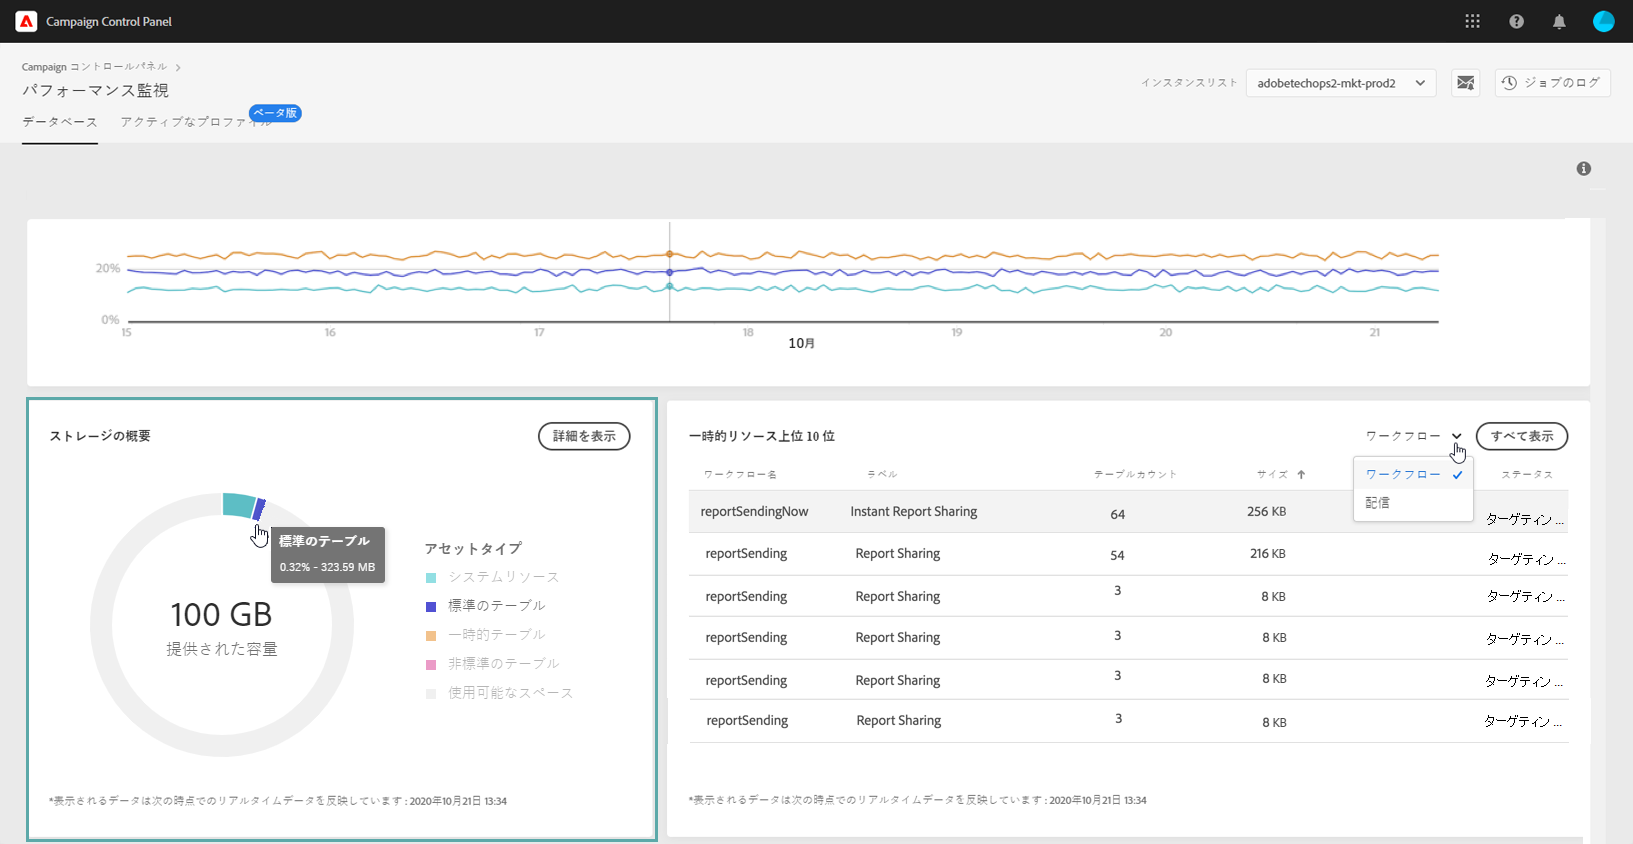 Campaign Control Panel
Campaign コントロールパネル
パフォーマンス監視
インスタンスリスト
adobetechops2-mkt-prod2
ジョブのログ
データベース
アクティブなプロファイル
ベータ版
20%
0%
15 16 17 18 19 20 21
10月
ストレージの概要
詳細を表示
標準のテーブル
0.32% - 323.59 MB
100 GB
提供された容量
アセットタイプ
システムリソース
標準のテーブル
一時的テーブル
非標準のテーブル
使用可能なスペース
*表示されるデータは次の時点でのリアルタイムデータを反映しています : 2020年10月21日 13:34
一時的リソース上位 10 位
ワークフロー
すべて表示
ワークフロー
配信
ワークフロー名 ラベル テーブルカウント サイズ ステータス
reportSendingNow Instant Report Sharing 64 256 KB ターゲティン ...
reportSending Report Sharing 54 216 KB ターゲティン ...
reportSending Report Sharing 3 8 KB ターゲティン ...
reportSending Report Sharing 3 8 KB ターゲティン ...
reportSending Report Sharing 3 8 KB ターゲティン ...
reportSending Report Sharing 3 8 KB ターゲティン ...
*表示されるデータは次の時点でのリアルタイムデータを反映しています : 2020年10月21日 13:34